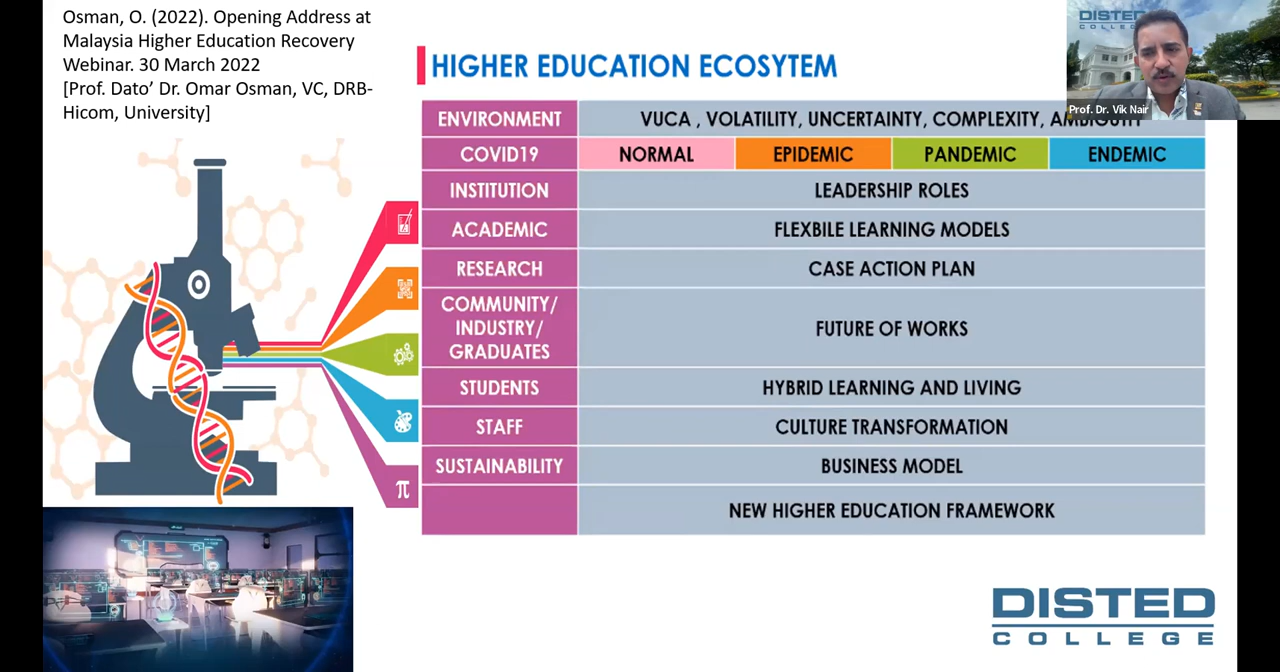 Osman, O. (2022). Opening Address at
Malaysia Higher Education Recovery
Webinar. 30 March 2022
[Prof. Dato’ Dr. Omar Osman, VC, DRB-
Hicom, University]
HIGHER EDUCATION ECOSYTEM
ENVIRONMENT
VUCA , VOLATILITY, UNCERTAINTY, COMPLEXITY, AMBIGUITY
COVID19
NORMAL
EPIDEMIC
PANDEMIC
ENDEMIC
INSTITUTION
LEADERSHIP ROLES
ACADEMIC
FLEXBILE LEARNING MODELS
RESEARCH
CASE ACTION PLAN
COMMUNITY/
INDUSTRY/
GRADUATES
FUTURE OF WORKS
STUDENTS
HYBRID LEARNING AND LIVING
STAFF
CULTURE TRANSFORMATION
SUSTAINABILITY
BUSINESS MODEL
NEW HIGHER EDUCATION FRAMEWORK
π
DISTED
COLLEGE
Prof. Dr. Vik Nair
DISTED
COLLEGE